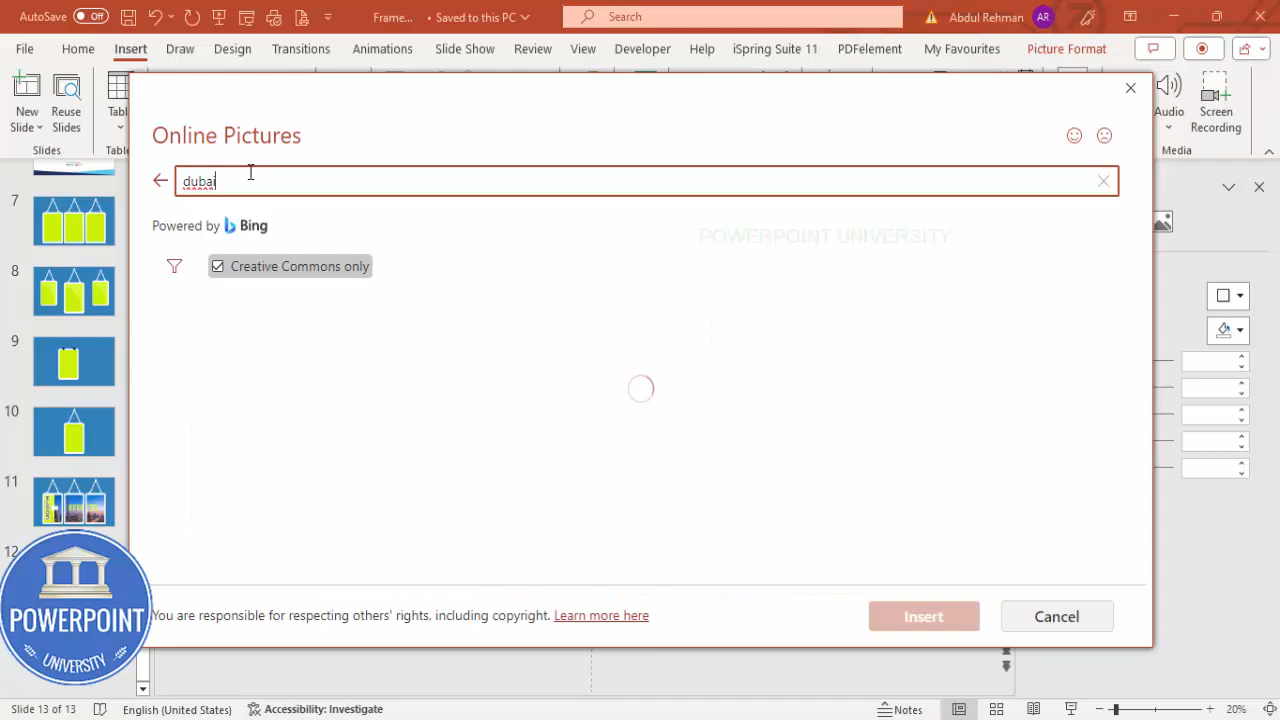 AutoSave Off Frame... • Saved to this PC Search Abdul Rehman AR
File Home Insert Draw Design Transitions Animations Slide Show Review View Developer Help iSpring Suite 11 PDFelement My Favourites Picture Format
New Slide Reuse Slides Audio Screen Recording
Slides Media
Online Pictures
dubai
Powered by Bing
POWERPOINT UNIVERSITY
Creative Commons only
7
8
9
10
11
12
POWERPOINT
UNIVERSITY
You are responsible for respecting others' rights, including copyright. Learn more here
Insert Cancel
Slide 13 of 13 English (United States) Accessibility: Investigate Notes 20%